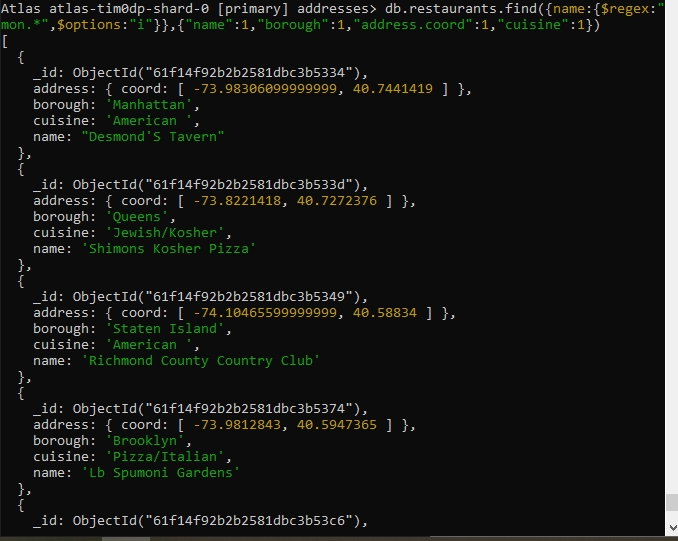 Atlas atlas-tim0dp-shard-0 [primary] addresses> db.restaurants.find({name:{$regex:"
mon.*",$options:"i"}},{"name":1,"borough":1,"address.coord":1,"cuisine":1})
[
  {
    _id: ObjectId("61f14f92b2b2581dbc3b5334"),
    address: { coord: [ -73.98306099999999, 40.7441419 ] },
    borough: 'Manhattan',
    cuisine: 'American ',
    name: "Desmond'S Tavern"
  },
  {
    _id: ObjectId("61f14f92b2b2581dbc3b533d"),
    address: { coord: [ -73.8221418, 40.7272376 ] },
    borough: 'Queens',
    cuisine: 'Jewish/Kosher',
    name: 'Shimons Kosher Pizza'
  },
  {
    _id: ObjectId("61f14f92b2b2581dbc3b5349"),
    address: { coord: [ -74.10465599999999, 40.58834 ] },
    borough: 'Staten Island',
    cuisine: 'American ',
    name: 'Richmond County Country Club'
  },
  {
    _id: ObjectId("61f14f92b2b2581dbc3b5374"),
    address: { coord: [ -73.9812843, 40.5947365 ] },
    borough: 'Brooklyn',
    cuisine: 'Pizza/Italian',
    name: 'Lb Spumoni Gardens'
  },
  {
    _id: ObjectId("61f14f92b2b2581dbc3b53c6"),